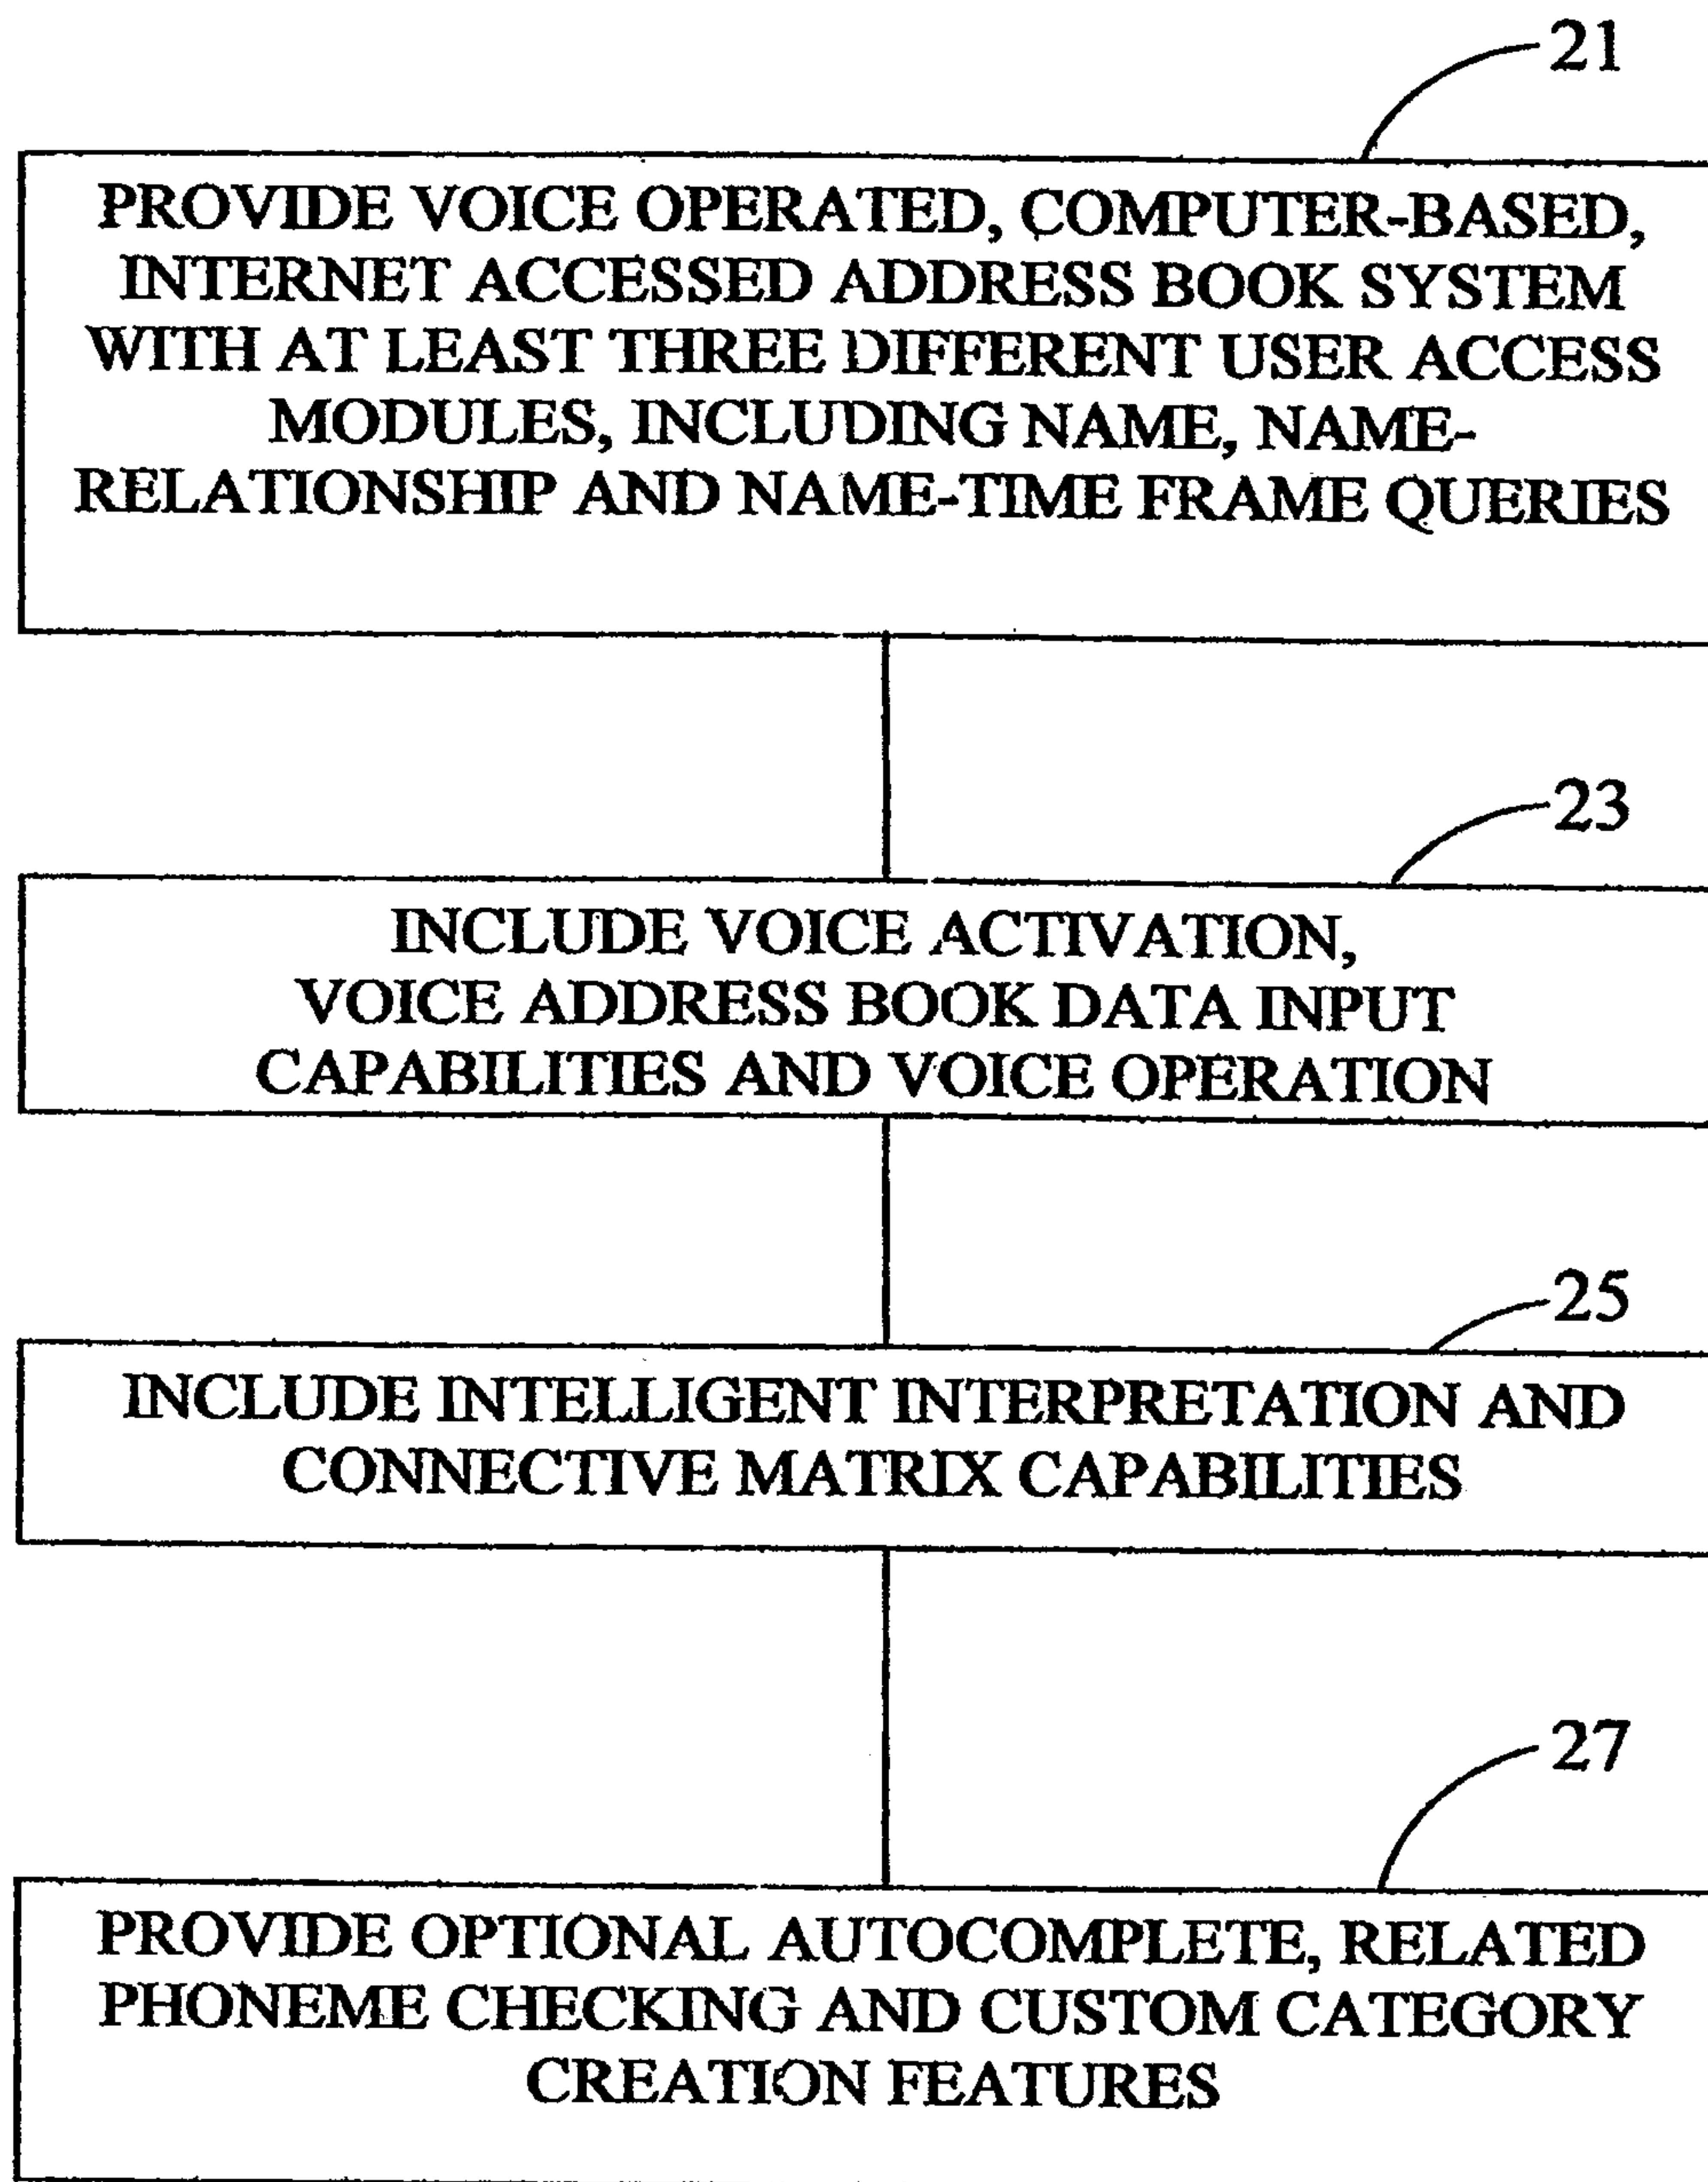 21
PROVIDE VOICE OPERATED, COMPUTER-BASED,
INTERNET ACCESSED ADDRESS BOOK SYSTEM
WITH AT LEAST THREE DIFFERENT USER ACCESS
MODULES, INCLUDING NAME, NAME-
RELATIONSHIP AND NAME-TIME FRAME QUERIES
23
INCLUDE VOICE ACTIVATION,
VOICE ADDRESS BOOK DATA INPUT
CAPABILITIES AND VOICE OPERATION
25
INCLUDE INTELLIGENT INTERPRETATION AND
CONNECTIVE MATRIX CAPABILITIES
27
PROVIDE OPTIONAL AUTOCOMPLETE, RELATED
PHONEME CHECKING AND CUSTOM CATEGORY
CREATION FEATURES